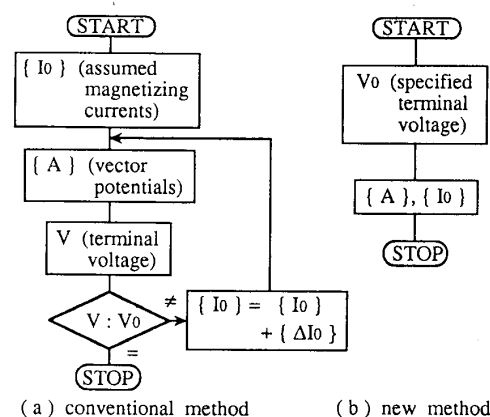 START
{ I0 } (assumed
magnetizing
currents)
{ A } (vector
potentials)
V (terminal
voltage)
V : V0
≠
=
{ I0 } = { I0 }
+ { ΔI0 }
STOP
( a ) conventional method
START
V0 (specified
terminal
voltage)
{ A }, { I0 }
STOP
( b ) new method